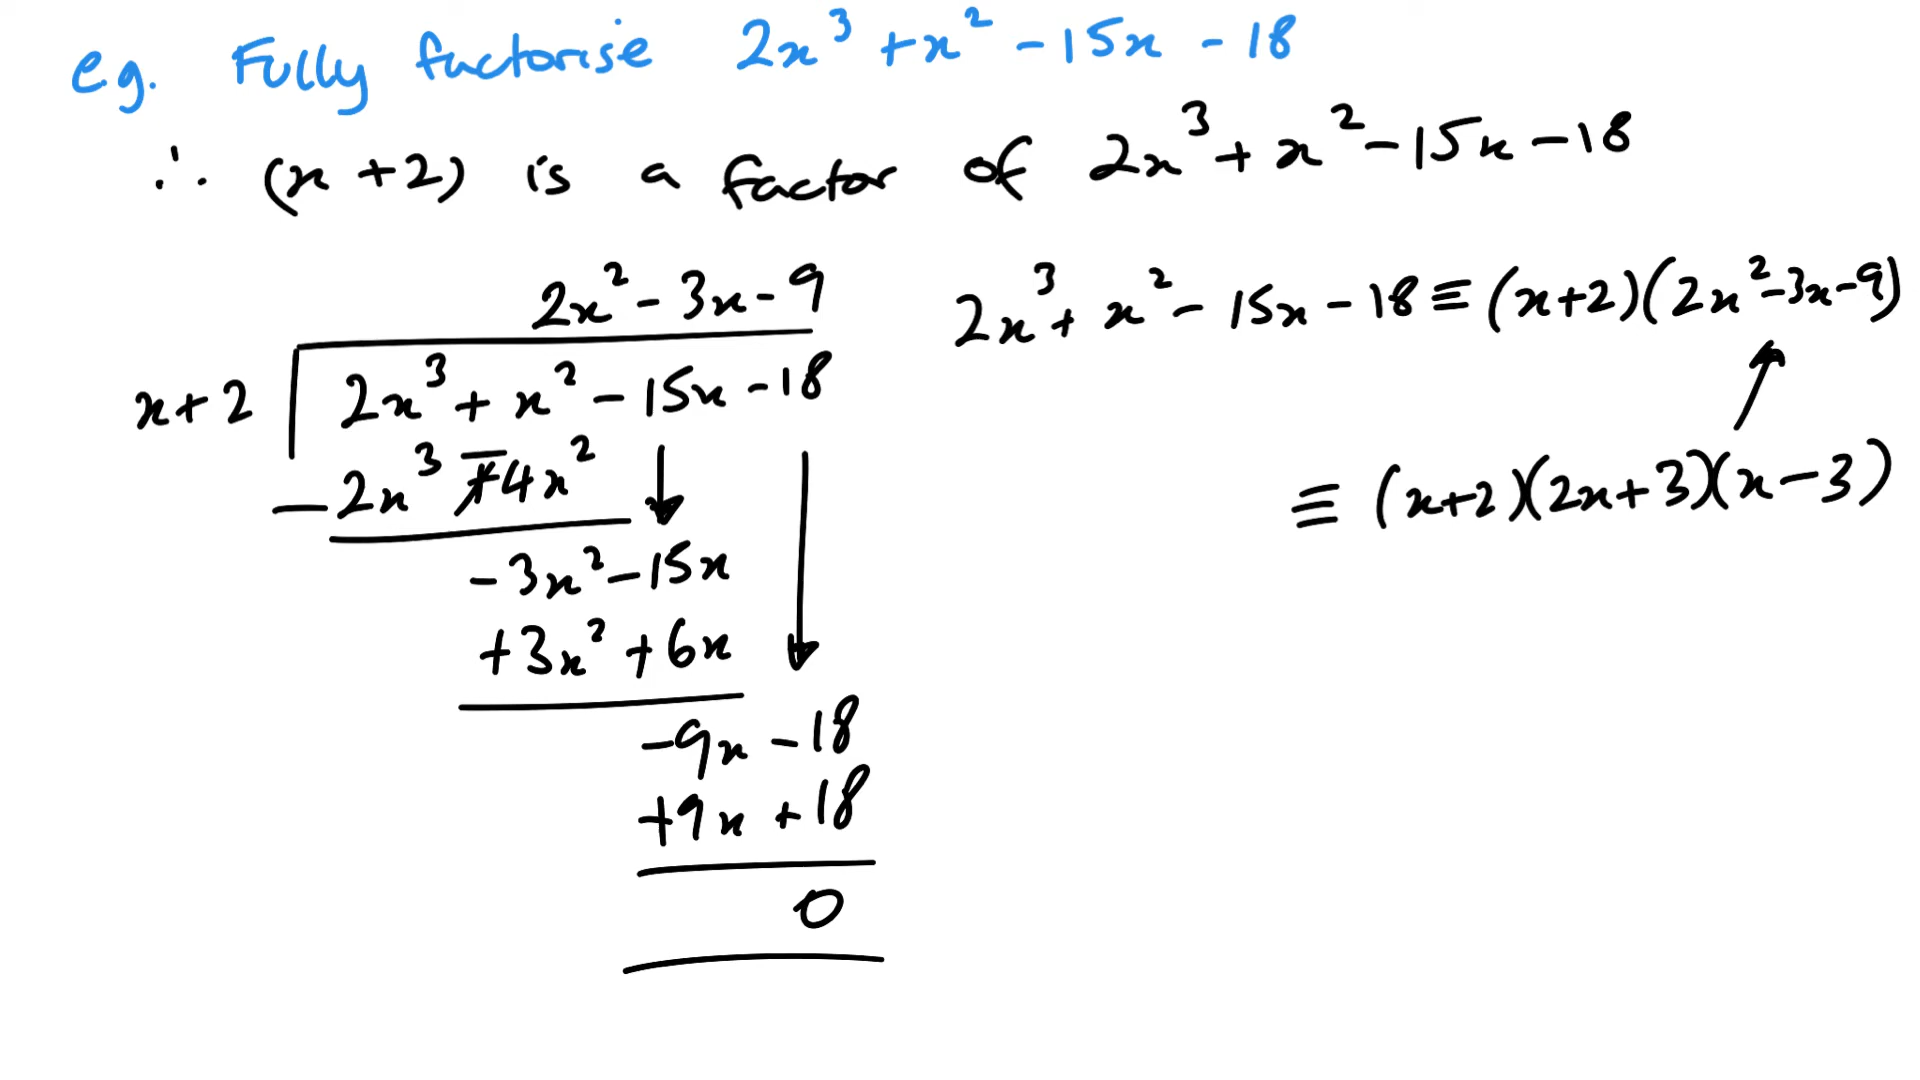 e.g. Fully factorise 2x³ + x² - 15x - 18
∴ (x + 2) is a factor of 2x³ + x² - 15x - 18
2x² - 3x - 9
x + 2 2x³ + x² - 15x - 18
- 2x³ - 4x²
-3x² - 15x
+3x² + 6x
-9x - 18
+9x + 18
0
2x³ + x² - 15x - 18 ≡ (x+2)(2x² - 3x - 9)
≡ (x+2)(2x+3)(x-3)